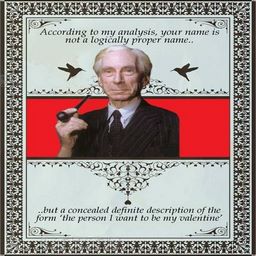 According to my analysis, your name is
not a logically proper name..
..but a concealed definite description of the
form 'the person I want to be my valentine'